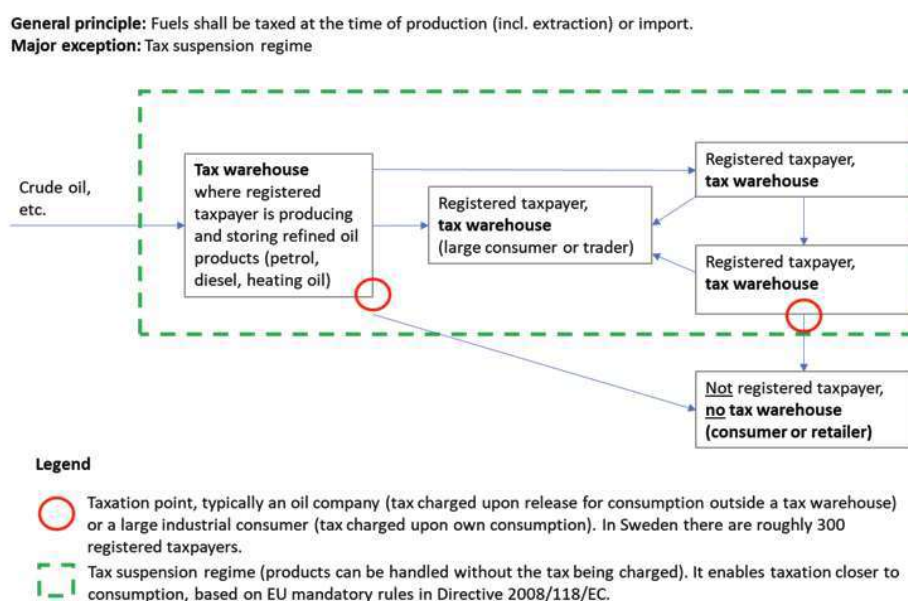 General principle: Fuels shall be taxed at the time of production (incl. extraction) or import.
Major exception: Tax suspension regime
Crude oil,
etc.
Tax warehouse
where registered
taxpayer is producing
and storing refined oil
products (petrol,
diesel, heating oil)
Registered taxpayer,
tax warehouse
(large consumer or trader)
Registered taxpayer,
tax warehouse
Registered taxpayer,
tax warehouse
Not registered taxpayer,
no tax warehouse
(consumer or retailer)
Legend
Taxation point, typically an oil company (tax charged upon release for consumption outside a tax warehouse)
or a large industrial consumer (tax charged upon own consumption). In Sweden there are roughly 300
registered taxpayers.
Tax suspension regime (products can be handled without the tax being charged). It enables taxation closer to
consumption, based on EU mandatory rules in Directive 2008/118/EC.